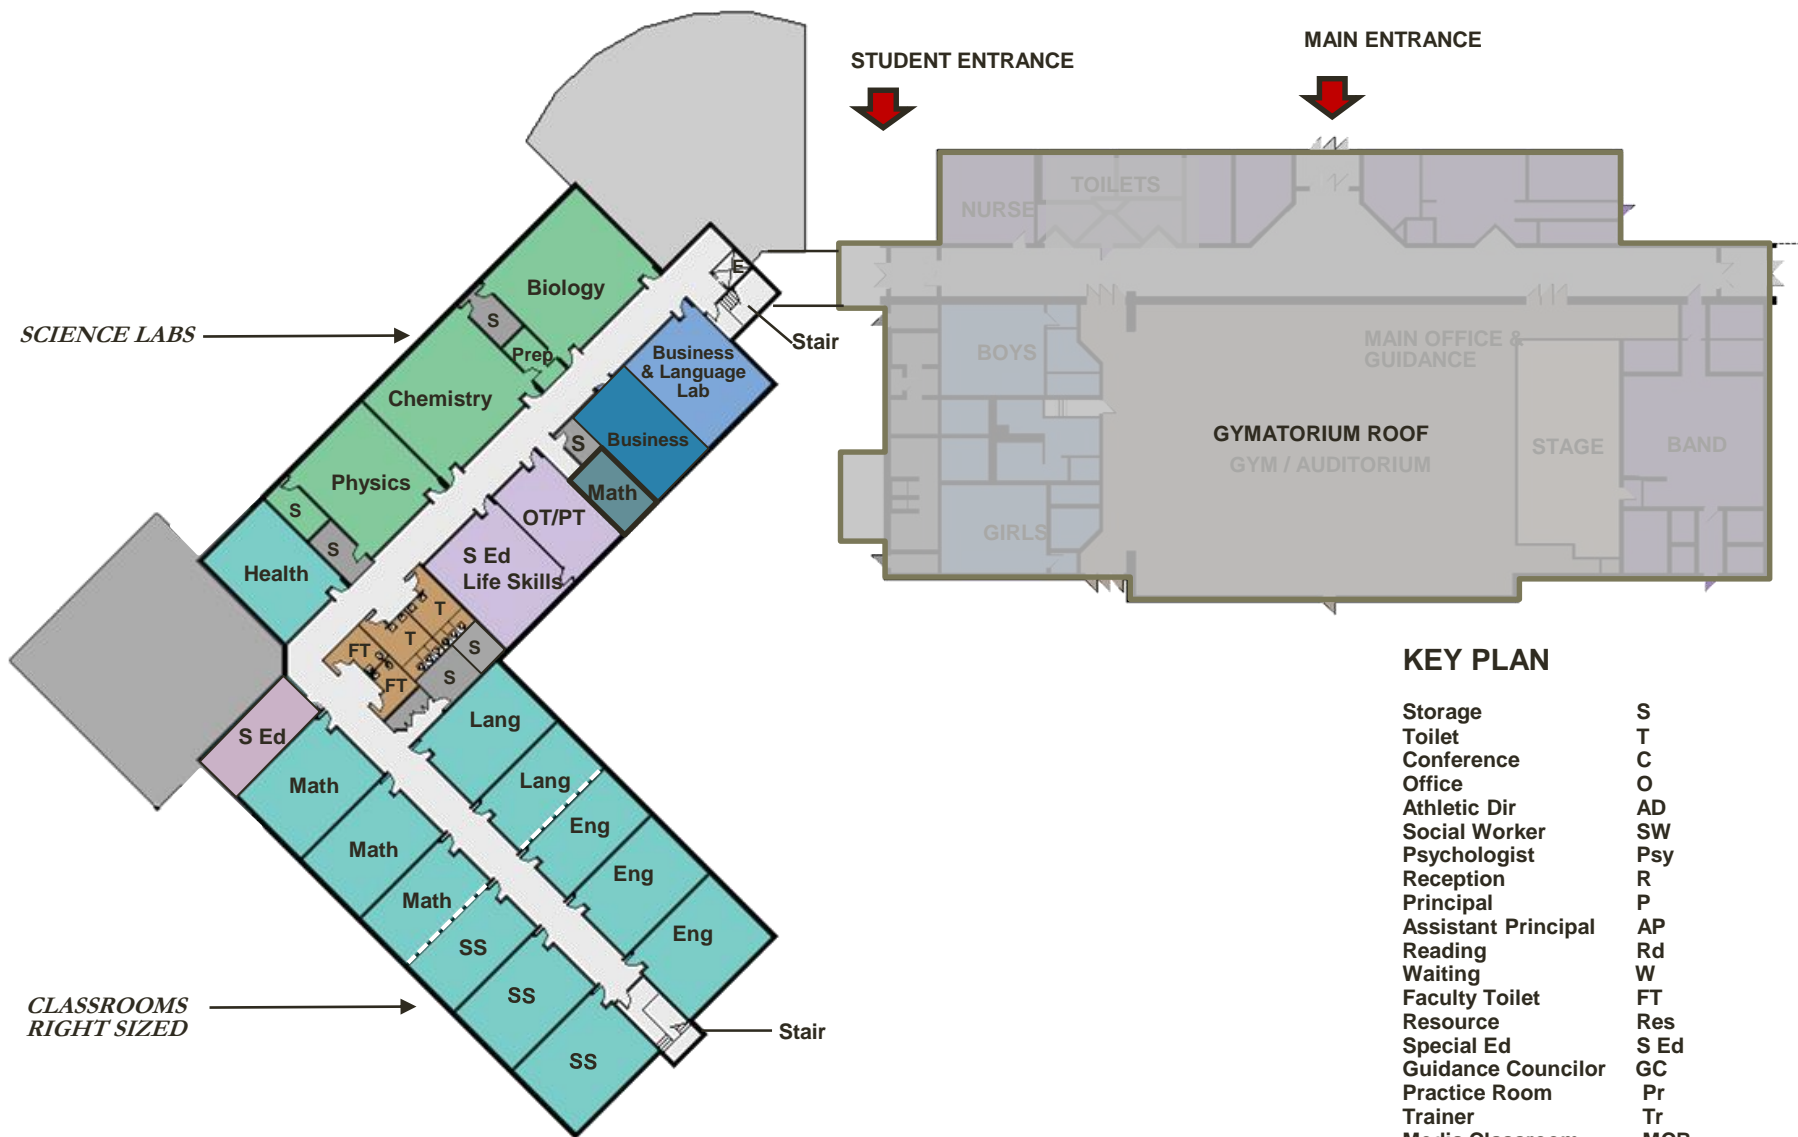 STUDENT ENTRANCE
MAIN ENTRANCE
TOILETS
NURSE
E
Biology
SCIENCE LABS
S
Prep
Stair
Business
& Language
Lab
BOYS
MAIN OFFICE &
GUIDANCE
Chemistry
Business
S
GYMATORIUM ROOF
GYM / AUDITORIUM
STAGE
BAND
Physics
Math
S
OT/PT
GIRLS
S
S Ed
Life Skills
Health
T
T
FT
S
S
FT
KEY PLAN
Storage S
Toilet T
Conference C
Office O
Athletic Dir AD
Social Worker SW
Psychologist Psy
Reception R
Principal P
Assistant Principal AP
Reading Rd
Waiting W
Faculty Toilet FT
Resource Res
Special Ed S Ed
Guidance Councilor GC
Practice Room Pr
Trainer Tr
Lang
S Ed
Lang
Math
Eng
Math
Eng
Math
Eng
SS
SS
CLASSROOMS
RIGHT SIZED
Stair
SS